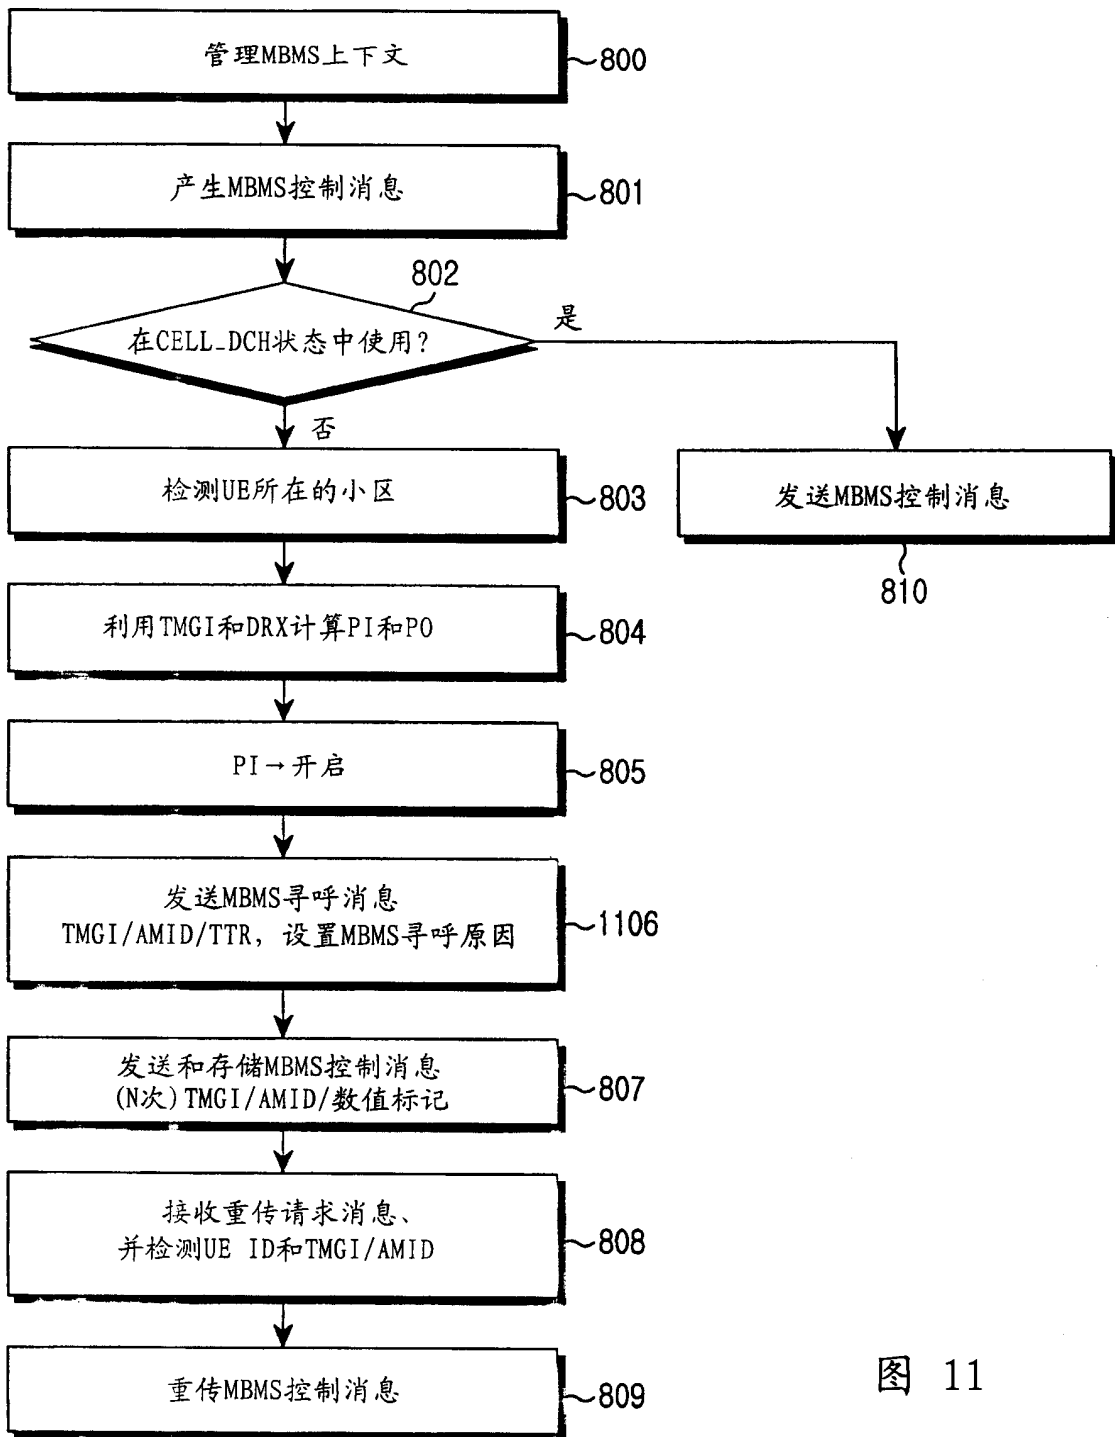 管理MBMS上下文
800
产生MBMS控制消息
801
802
在CELL_DCH状态中使用?
是
否
检测UE所在的小区
803
发送MBMS控制消息
810
利用TMGI和DRX计算PI和PO
804
PI→开启
805
发送MBMS寻呼消息
TMGI/AMID/TTR, 设置MBMS寻呼原因
1106
发送和存储MBMS控制消息
(N次)TMGI/AMID/数值标记
807
接收重传请求消息、
并检测UE ID和TMGI/AMID
808
重传MBMS控制消息
809
图 11